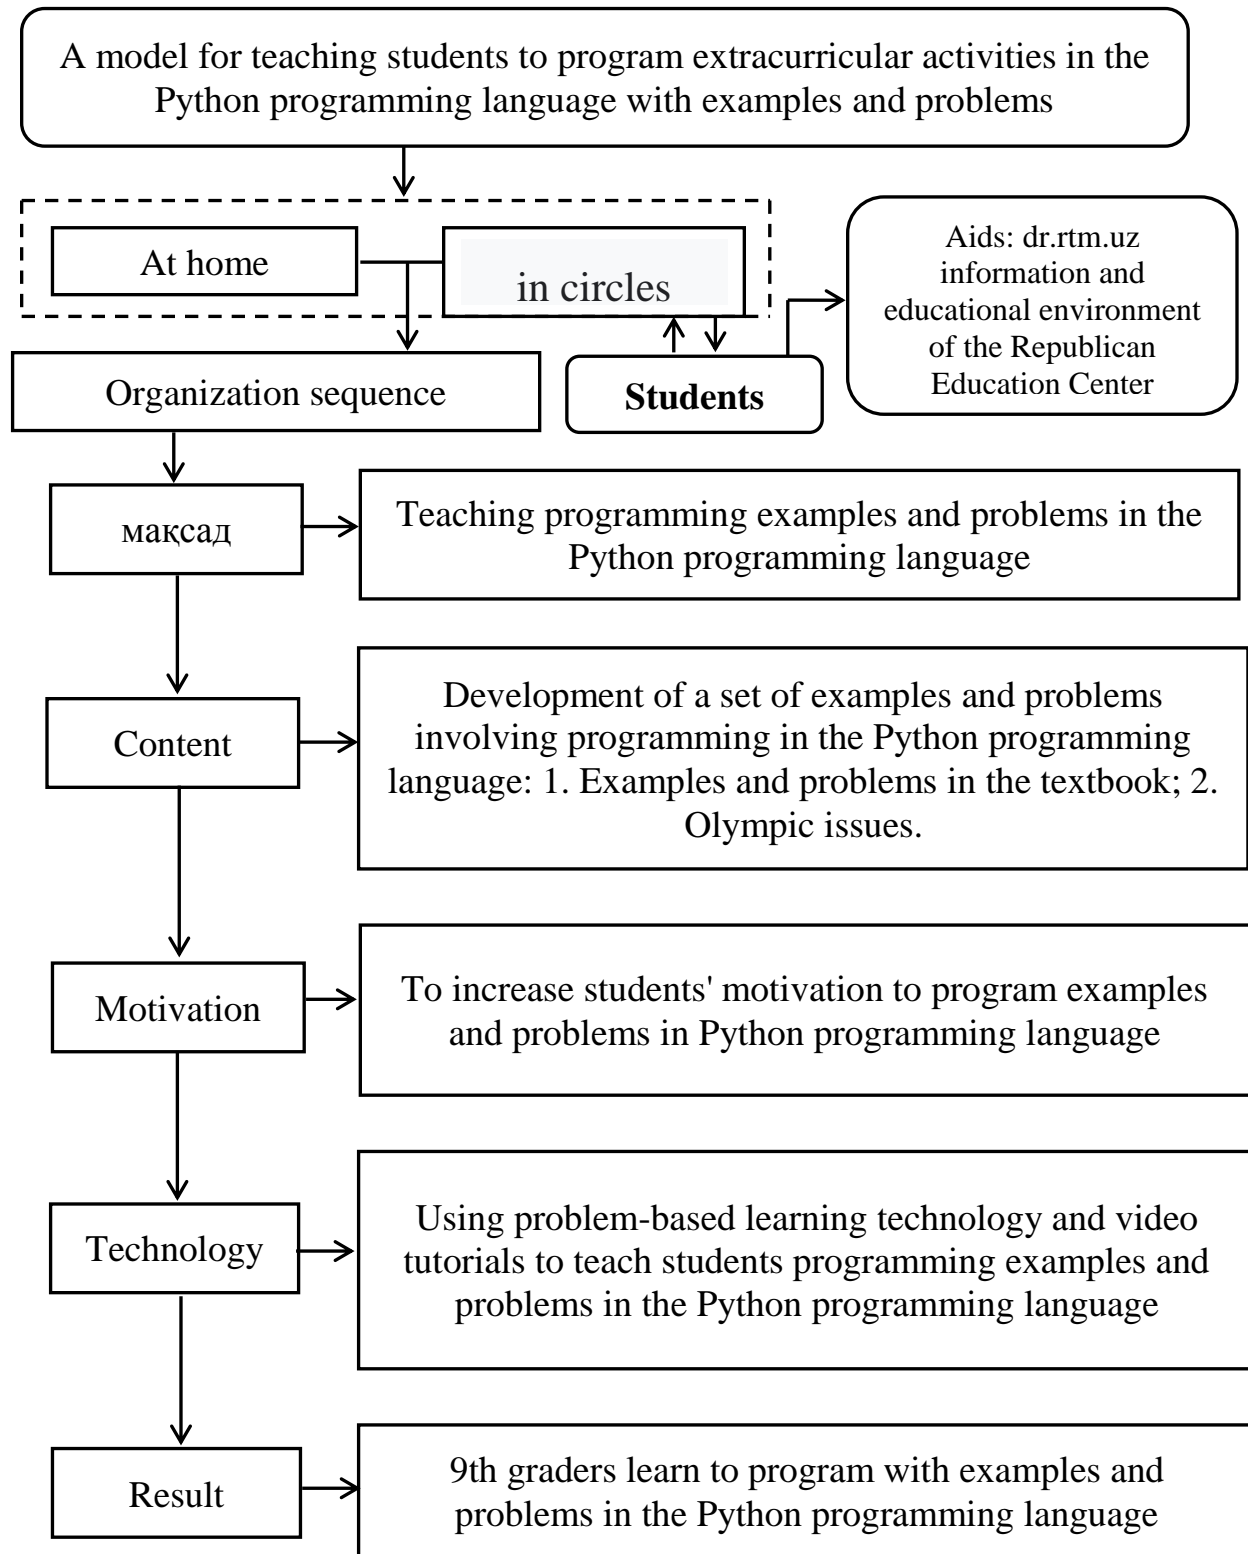 A model for teaching students to program extracurricular activities in the
Python programming language with examples and problems
At home
in circles
Aids: dr.rtm.uz
information and
educational environment
of the Republican
Education Center
Organization sequence
Students
мақсад
Teaching programming examples and problems in the
Python programming language
Content
Development of a set of examples and problems
involving programming in the Python programming
language: 1. Examples and problems in the textbook; 2.
Olympic issues.
Motivation
To increase students' motivation to program examples
and problems in Python programming language
Technology
Using problem-based learning technology and video
tutorials to teach students programming examples and
problems in the Python programming language
Result
9th graders learn to program with examples and
problems in the Python programming language